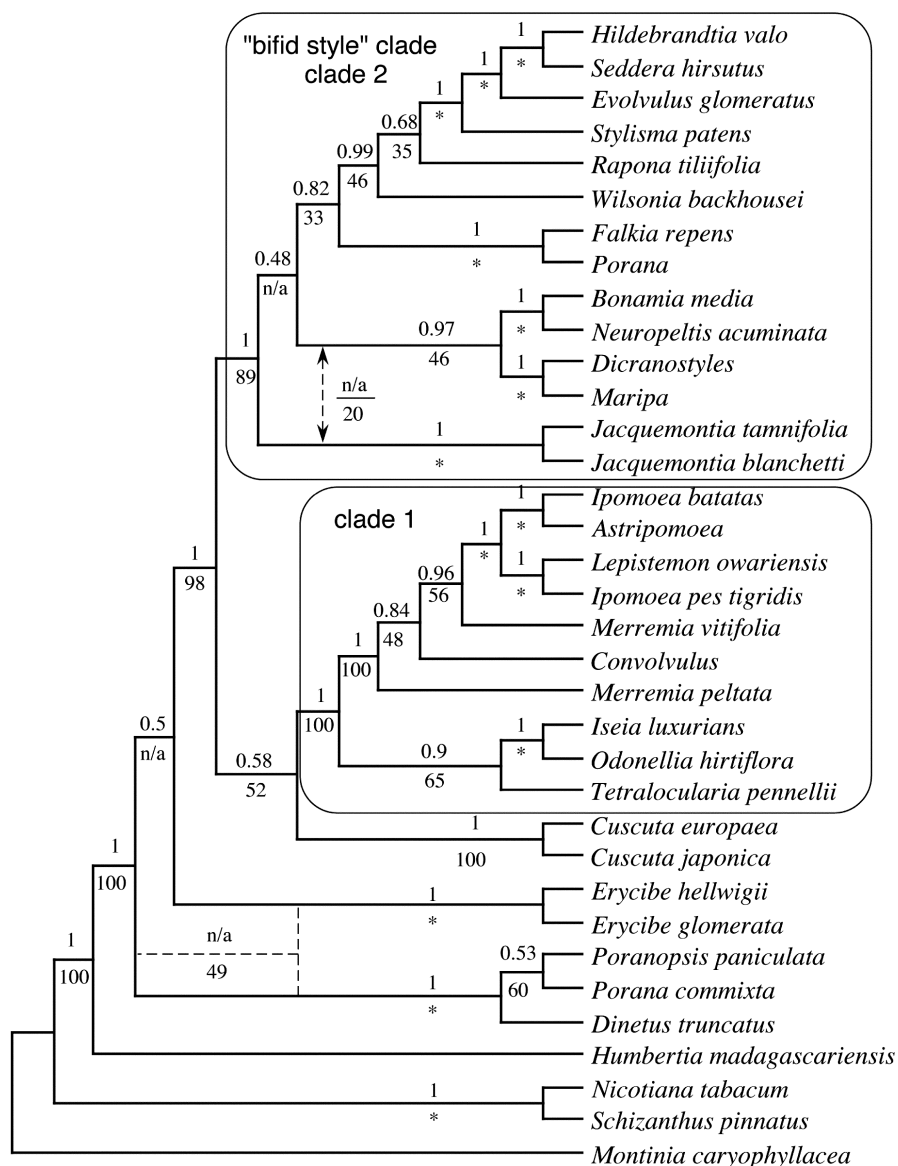 "bifid style" clade
clade 2
1
*
Hildebrandtia valo
Seddera hirsutus
1
*
Evolvulus glomeratus
1
*
Stylisma patens
0.68
35
Rapona tiliifolia
0.99
46
Wilsonia backhousei
0.82
33
1
*
Falkia repens
Porana
0.48
n/a
1
*
Bonamia media
Neuropeltis acuminata
0.97
46
1
*
Dicranostyles
Maripa
1
89
n/a
20
1
*
Jacquemontia tamnifolia
Jacquemontia blanchetti
clade 1
1
*
Ipomoea batatas
Astripomoea
1
*
1
*
Lepistemon owariensis
Ipomoea pes tigridis
0.96
56
Merremia vitifolia
0.84
48
Convolvulus
1
100
Merremia peltata
1
100
1
*
Iseia luxurians
Odonellia hirtiflora
0.9
65
Tetralocularia pennellii
1
98
0.58
52
1
100
Cuscuta europaea
Cuscuta japonica
0.5
n/a
1
*
Erycibe hellwigii
Erycibe glomerata
1
100
n/a
49
0.53
60
Poranopsis paniculata
Porana commixta
1
*
Dinetus truncatus
1
100
Humbertia madagascariensis
1
*
Nicotiana tabacum
Schizanthus pinnatus
Montinia caryophyllacea